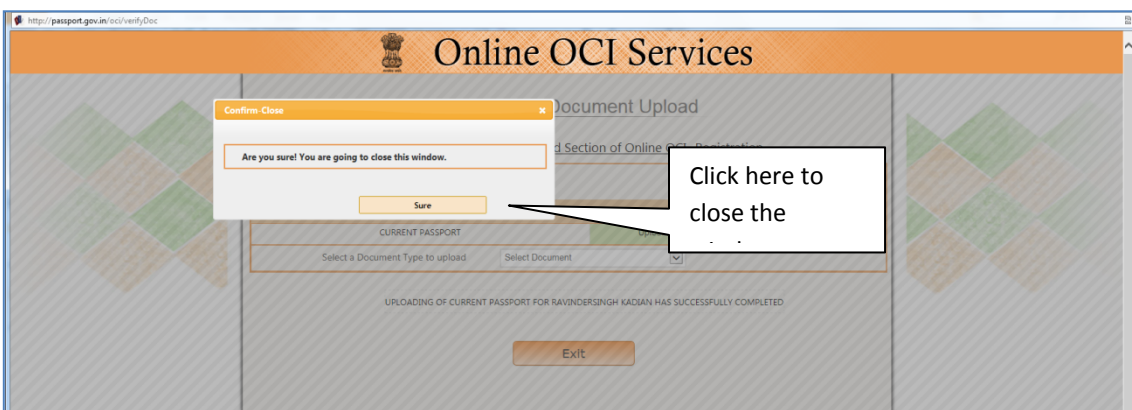 http://passport.gov.in/oci/verifyDoc
Online OCI Services
Document Upload
Confirm-Close
Section of Online OCI Registration
Are you sure! You are going to close this window.
Click here to
close the
Sure
CURRENT PASSPORT
Select a Document Type to upload Select Document
UPLOADING OF CURRENT PASSPORT FOR RAVINDERSINGH KADIAN HAS SUCCESSFULLY COMPLETED
Exit